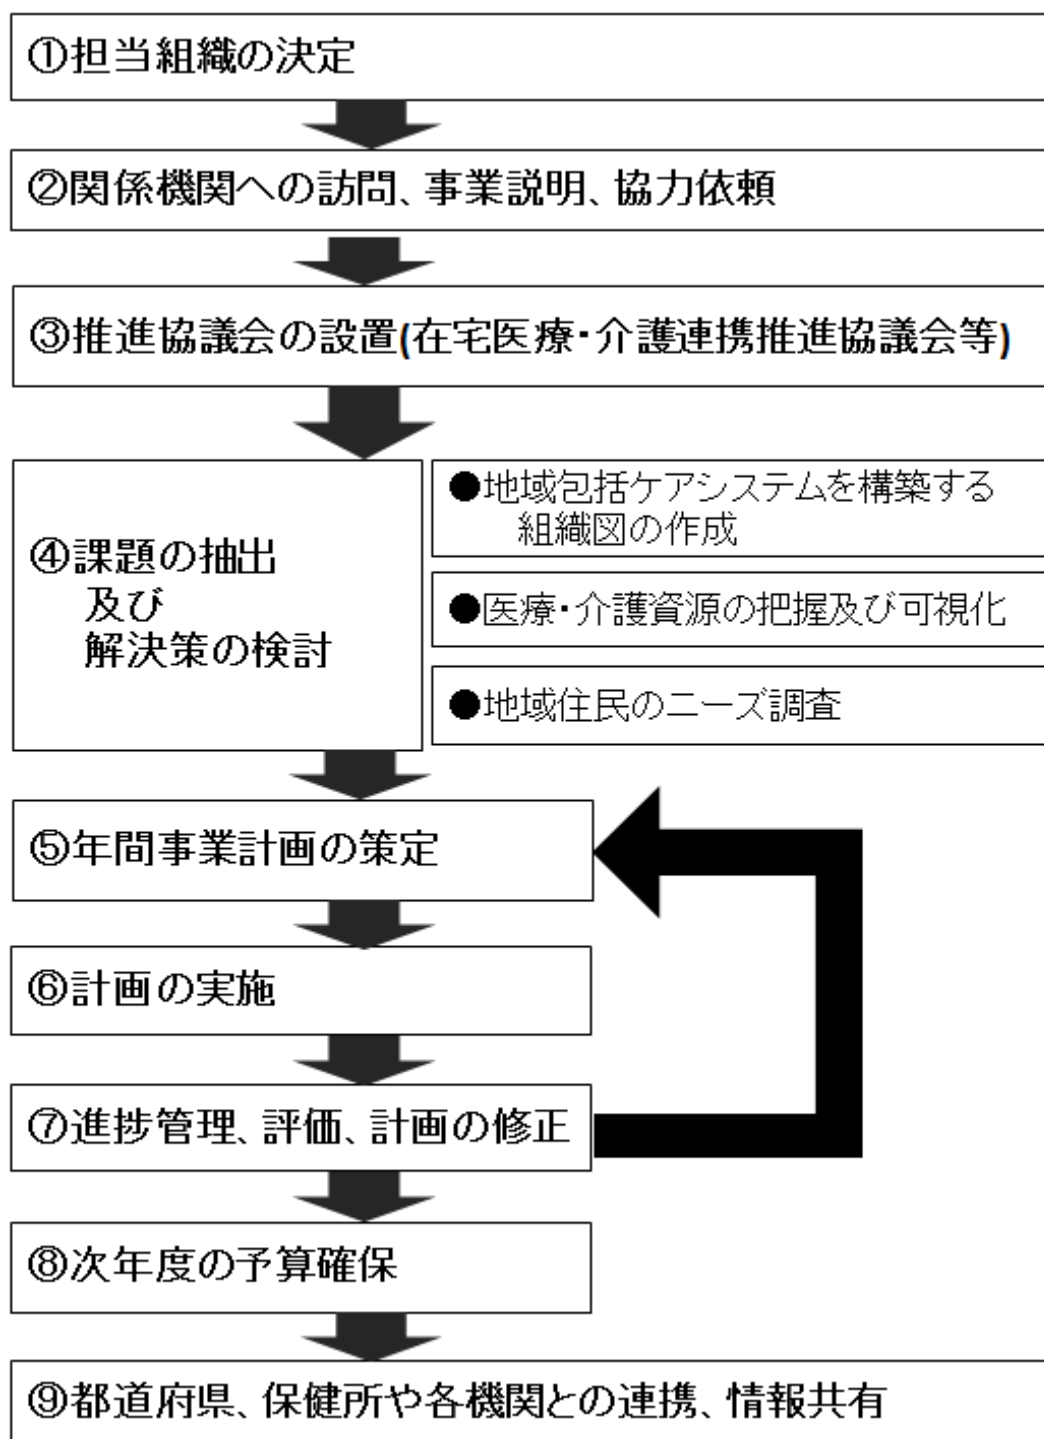 ①担当組織の決定
②関係機関への訪問、事業説明、協力依頼
③推進協議会の設置(在宅医療・介護連携推進協議会等)
④課題の抽出
及び
解決策の検討
●地域包括ケアシステムを構築する
組織図の作成
●医療・介護資源の把握及び可視化
●地域住民のニーズ調査
⑤年間事業計画の策定
⑥計画の実施
⑦進捗管理、評価、計画の修正
⑧次年度の予算確保
⑨都道府県、保健所や各機関との連携、情報共有